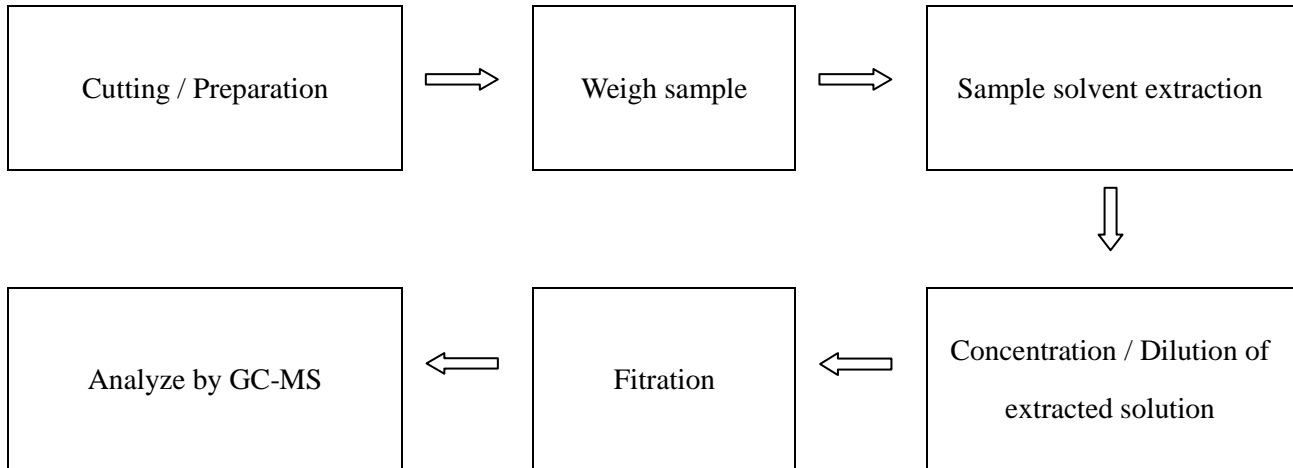 Cutting / Preparation
Weigh sample
Sample solvent extraction
Concentration / Dilution of
extracted solution
Fitration
Analyze by GC-MS